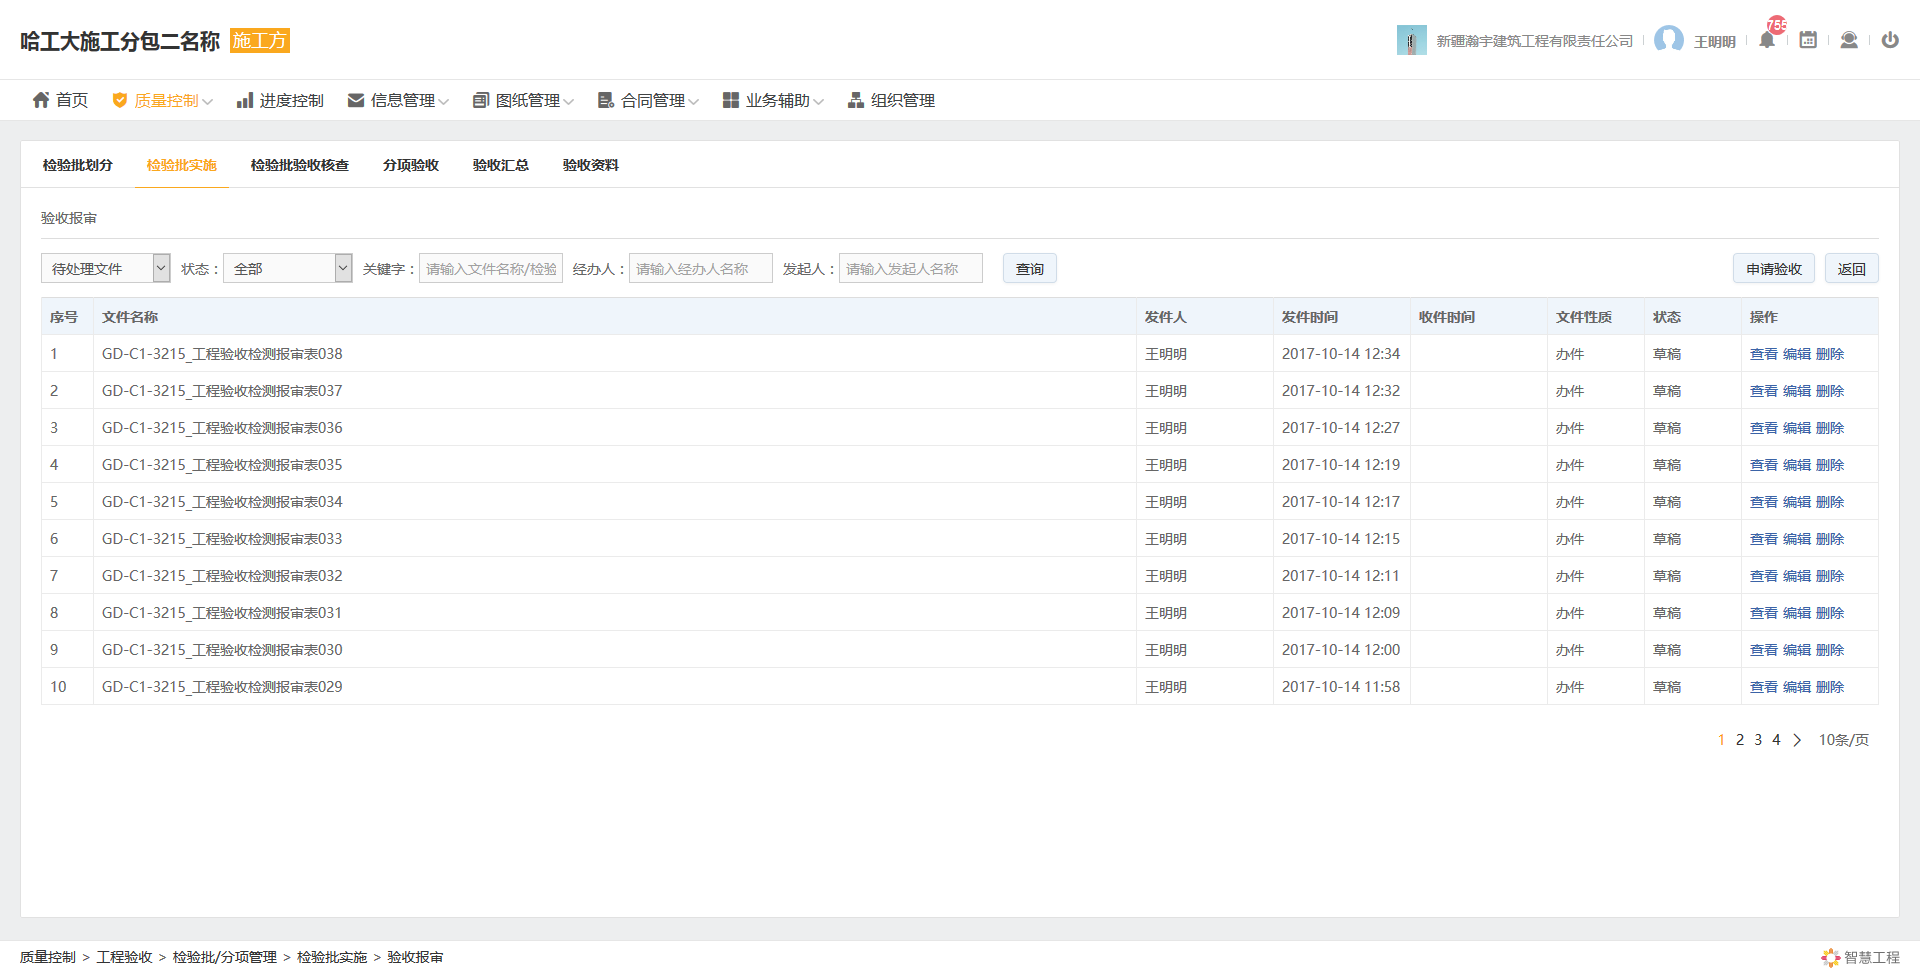 哈工大施工分包二名称 施工方 新疆瀚宇建筑工程有限责任公司 王明明 755
首页 质量控制 进度控制 信息管理 图纸管理 合同管理 业务辅助 组织管理
检验批划分 检验批实施 检验批验收核查 分项验收 验收汇总 验收资料
验收报审
待处理文件 状态： 全部 关键字： 请输入文件名称/检验 经办人： 请输入经办人名称 发起人： 请输入发起人名称 查询 申请验收 返回
序号 文件名称 发件人 发件时间 收件时间 文件性质 状态 操作
1 GD-C1-3215_工程验收检测报审表038 王明明 2017-10-14 12:34 办件 草稿 查看 编辑 删除
2 GD-C1-3215_工程验收检测报审表037 王明明 2017-10-14 12:32 办件 草稿 查看 编辑 删除
3 GD-C1-3215_工程验收检测报审表036 王明明 2017-10-14 12:27 办件 草稿 查看 编辑 删除
4 GD-C1-3215_工程验收检测报审表035 王明明 2017-10-14 12:19 办件 草稿 查看 编辑 删除
5 GD-C1-3215_工程验收检测报审表034 王明明 2017-10-14 12:17 办件 草稿 查看 编辑 删除
6 GD-C1-3215_工程验收检测报审表033 王明明 2017-10-14 12:15 办件 草稿 查看 编辑 删除
7 GD-C1-3215_工程验收检测报审表032 王明明 2017-10-14 12:11 办件 草稿 查看 编辑 删除
8 GD-C1-3215_工程验收检测报审表031 王明明 2017-10-14 12:09 办件 草稿 查看 编辑 删除
9 GD-C1-3215_工程验收检测报审表030 王明明 2017-10-14 12:00 办件 草稿 查看 编辑 删除
10 GD-C1-3215_工程验收检测报审表029 王明明 2017-10-14 11:58 办件 草稿 查看 编辑 删除
1 2 3 4 10条/页
质量控制 > 工程验收 > 检验批/分项管理 > 检验批实施 > 验收报审 智慧工程